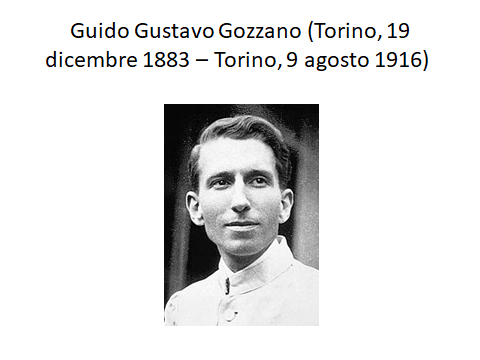 Guido Gustavo Gozzano (Torino, 19
dicembre 1883 – Torino, 9 agosto 1916)